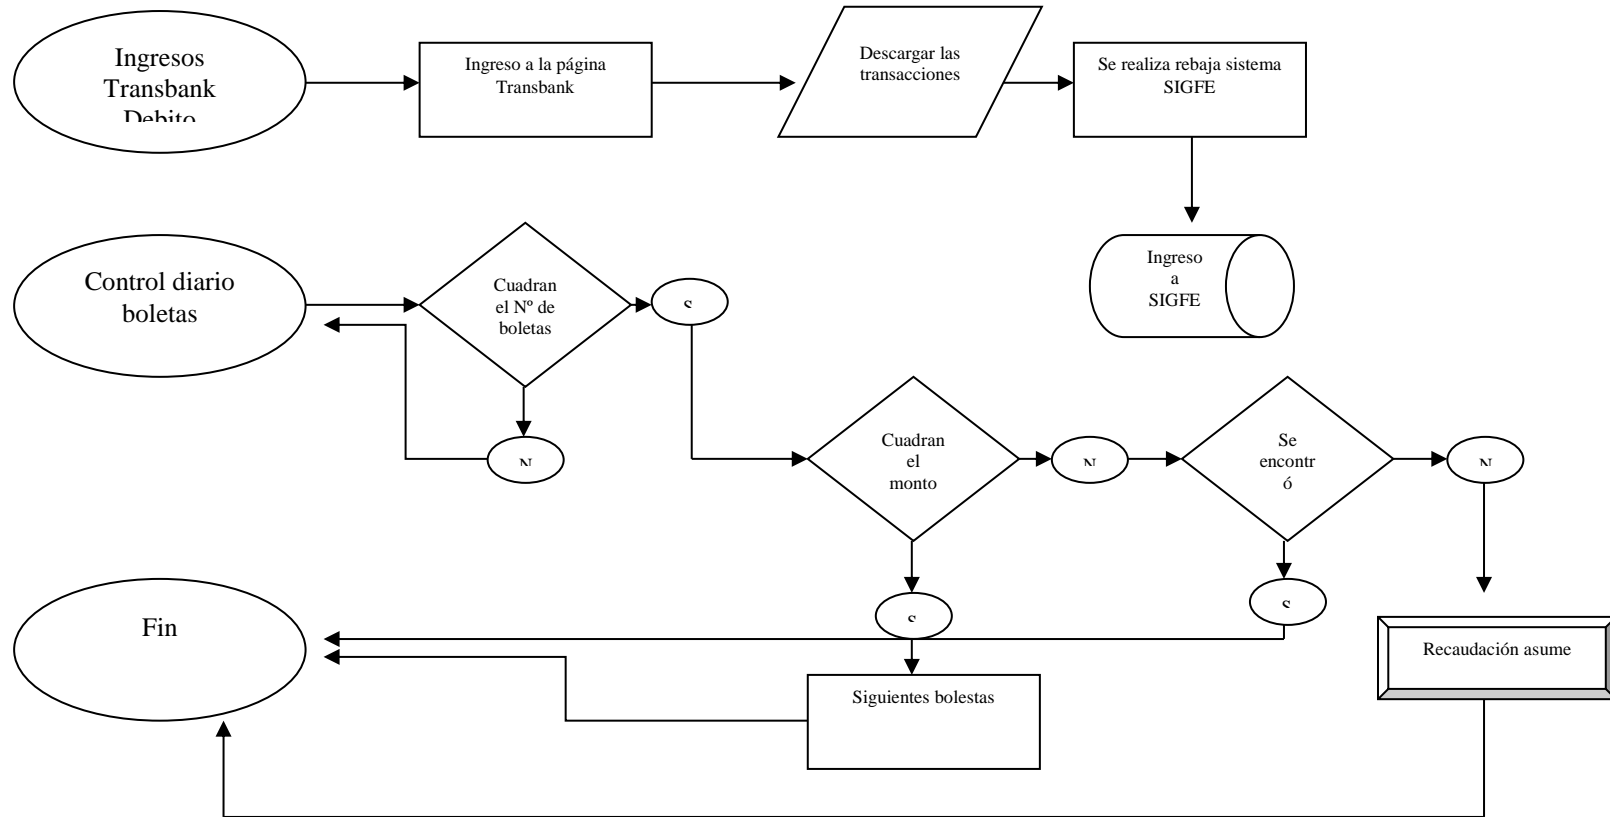 Ingresos
Transbank
Debito
Ingreso a la página
Transbank
Descargar las
transacciones
Se realiza rebaja sistema
SIGFE
Ingreso
a
SIGFE
Control diario
boletas
Cuadran
el Nº de
boletas
Cuadran
el
monto
Se
encontr
ó
Fin
Siguientes bolestas
Recaudación asume